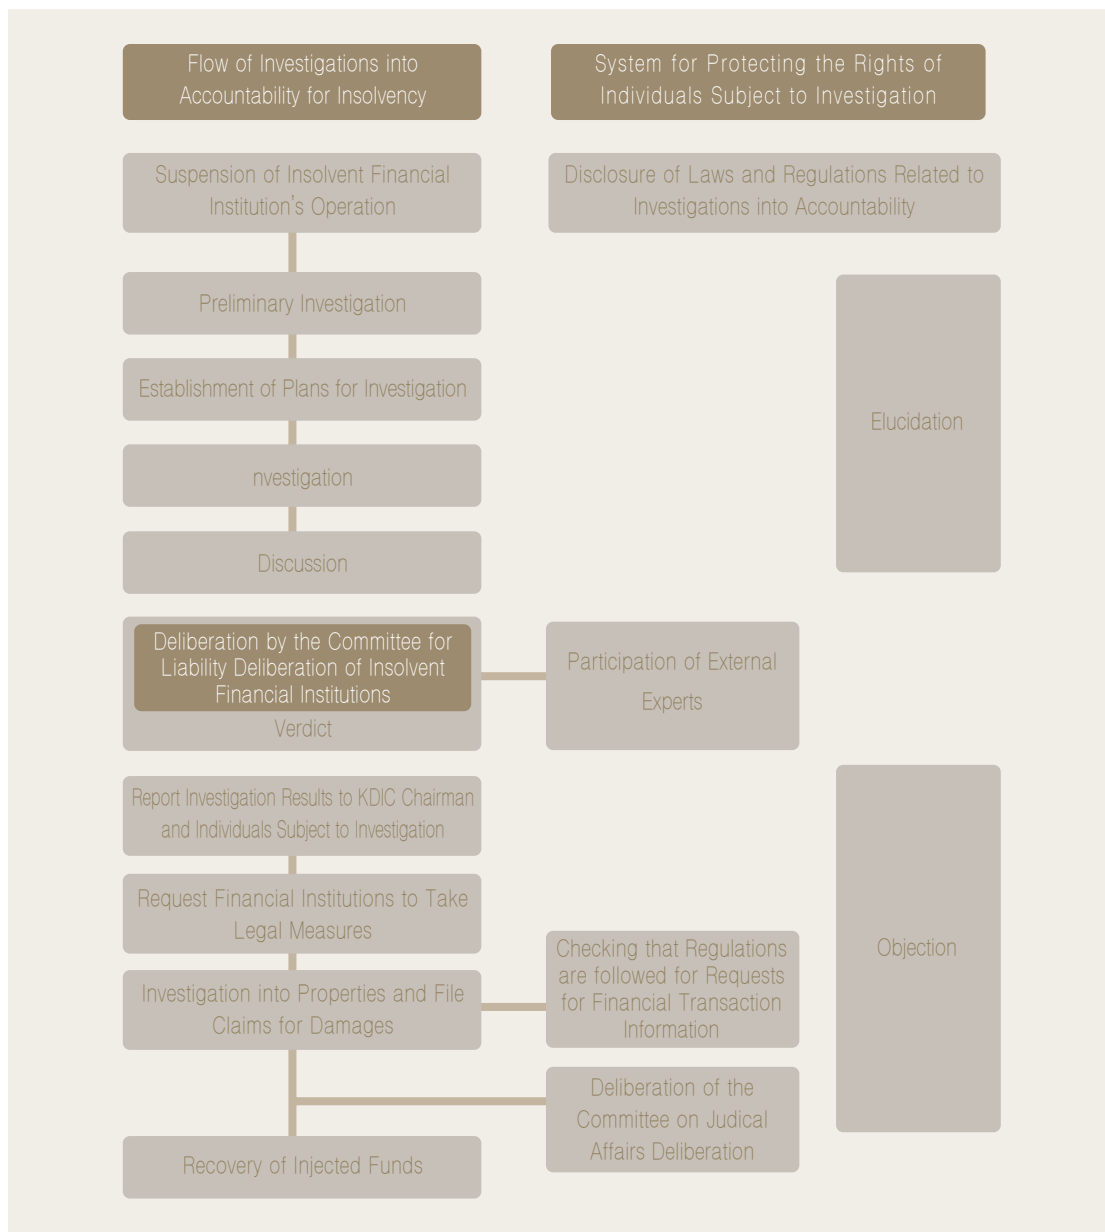 Flow of Investigations into
Accountability for Insolvency
System for Protecting the Rights of
Individuals Subject to Investigation
Suspension of Insolvent Financial
Institution's Operation
Disclosure of Laws and Regulations Related to
Investigations into Accountability
Preliminary Investigation
Establishment of Plans for Investigation
nvestigation
Discussion
Elucidation
Deliberation by the Committee for
Liability Deliberation of Insolvent
Financial Institutions
Verdict
Participation of External
Experts
Report Investigation Results to KDIC Chairman
and Individuals Subject to Investigation
Request Financial Institutions to Take
Legal Measures
Investigation into Properties and File
Claims for Damages
Checking that Regulations
are followed for Requests
for Financial Transaction
Information
Objection
Deliberation of the
Committee on Judical
Affairs Deliberation
Recovery of Injected Funds